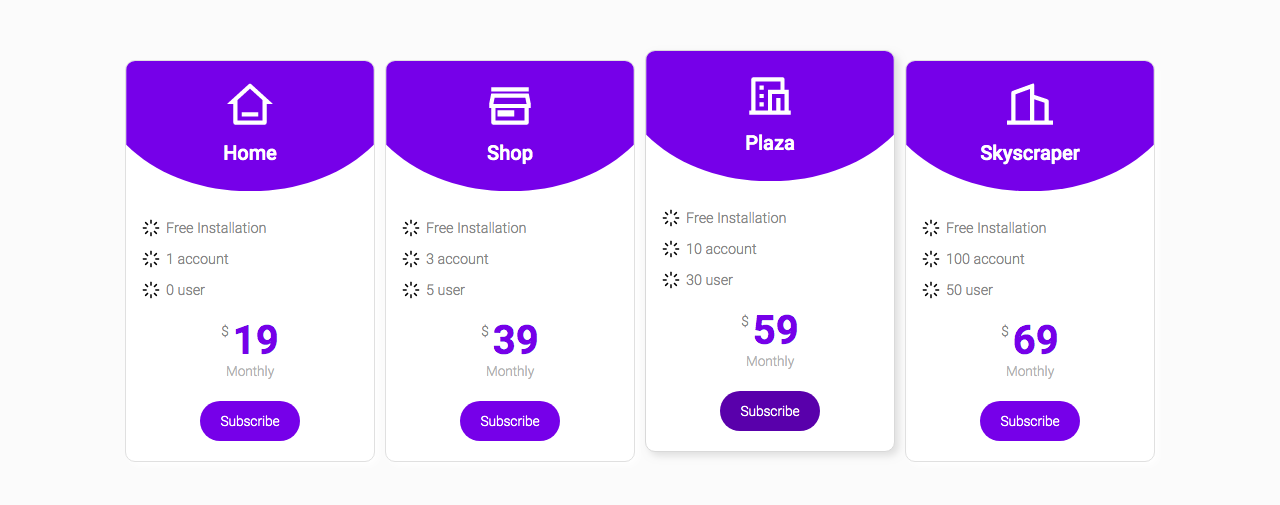 Home
Free Installation
1 account
0 user
$ 19
Monthly
Subscribe
Shop
Free Installation
3 account
5 user
$ 39
Monthly
Subscribe
Plaza
Free Installation
10 account
30 user
$ 59
Monthly
Subscribe
Skyscraper
Free Installation
100 account
50 user
$ 69
Monthly
Subscribe